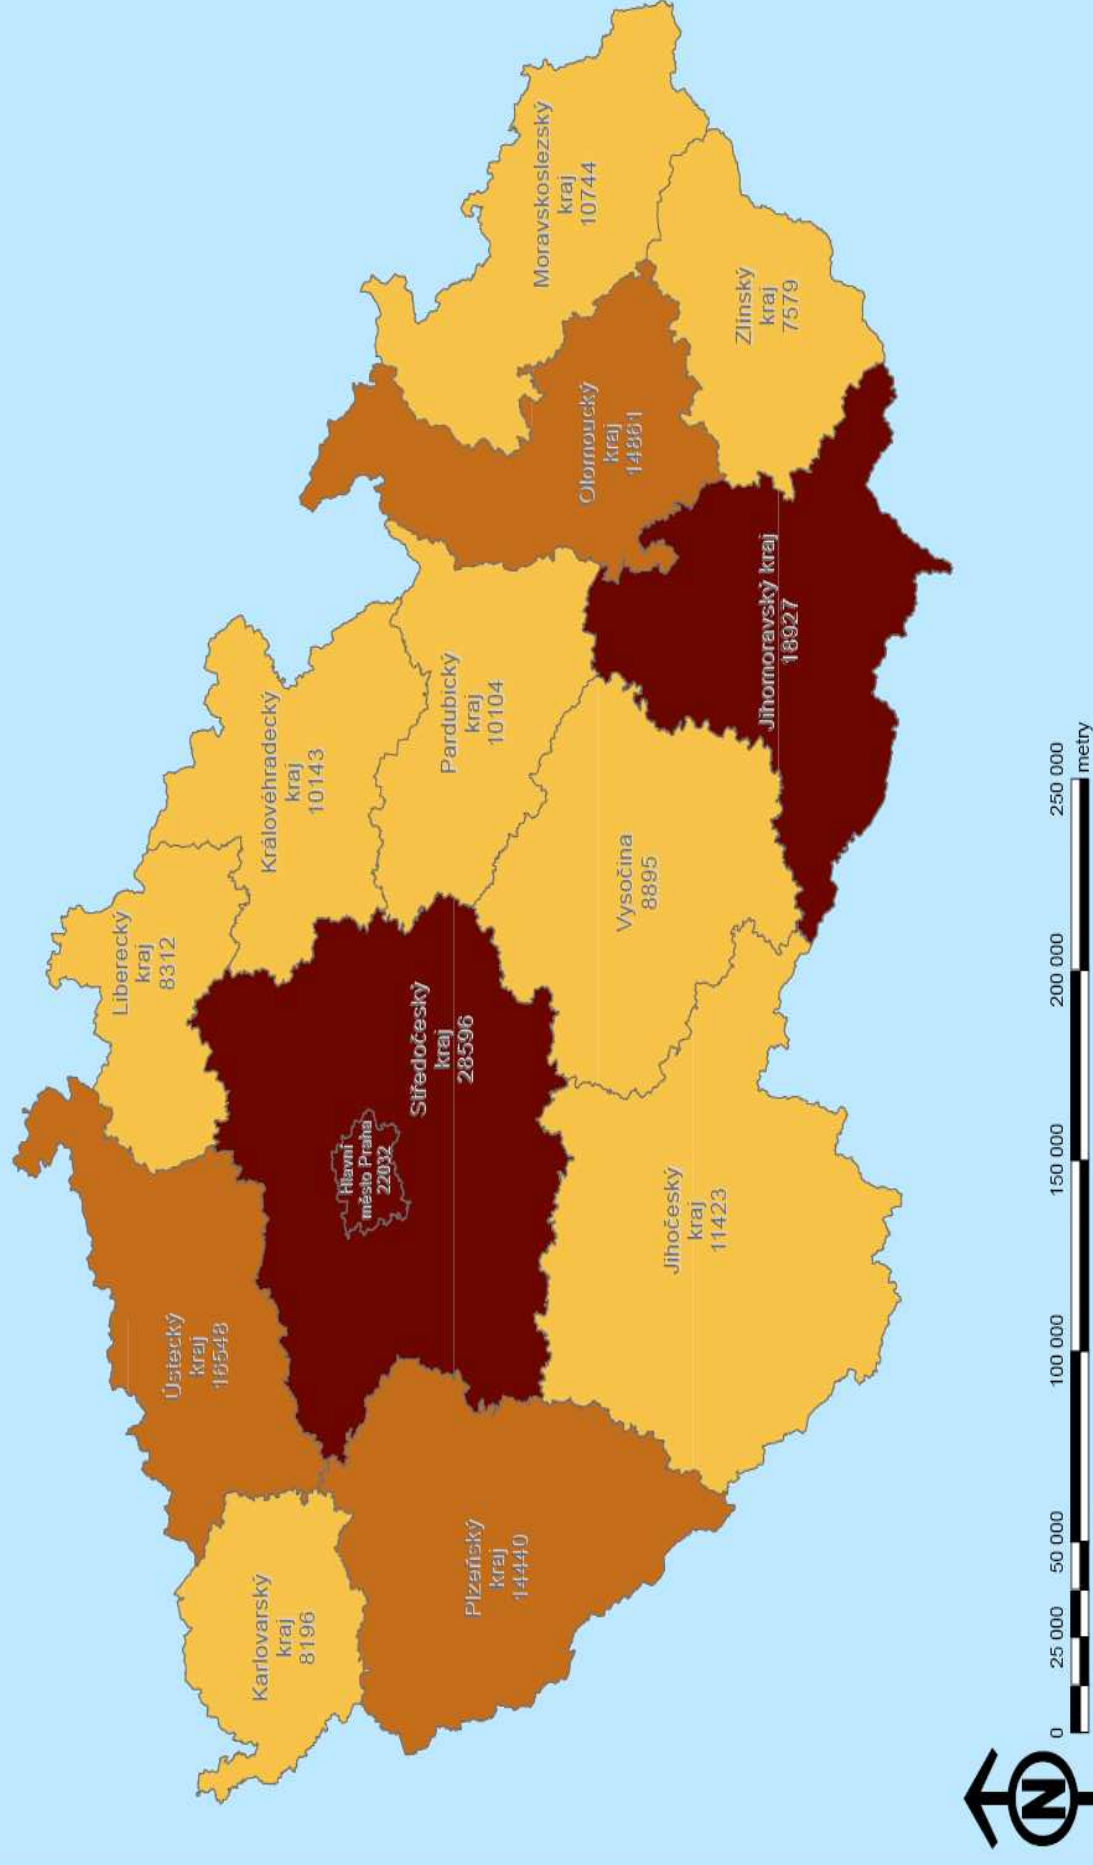 Liberecký
kraj
8312
Ústecký
kraj
16548
Královéhradecký
kraj
10143
Karlovarský
kraj
8196
Hlavní
město Praha
22032
Středočeský
kraj
28596
Pardubický
kraj
10104
Moravskoslezský
kraj
10744
Plzeňský
kraj
14440
Olomoucký
kraj
14861
Vysočina
8895
Jihočeský
kraj
11423
Zlínský
kraj
7579
Jihomoravský kraj
18927
N
0 25 000 50 000 100 000 150 000 200 000 250 000
metry